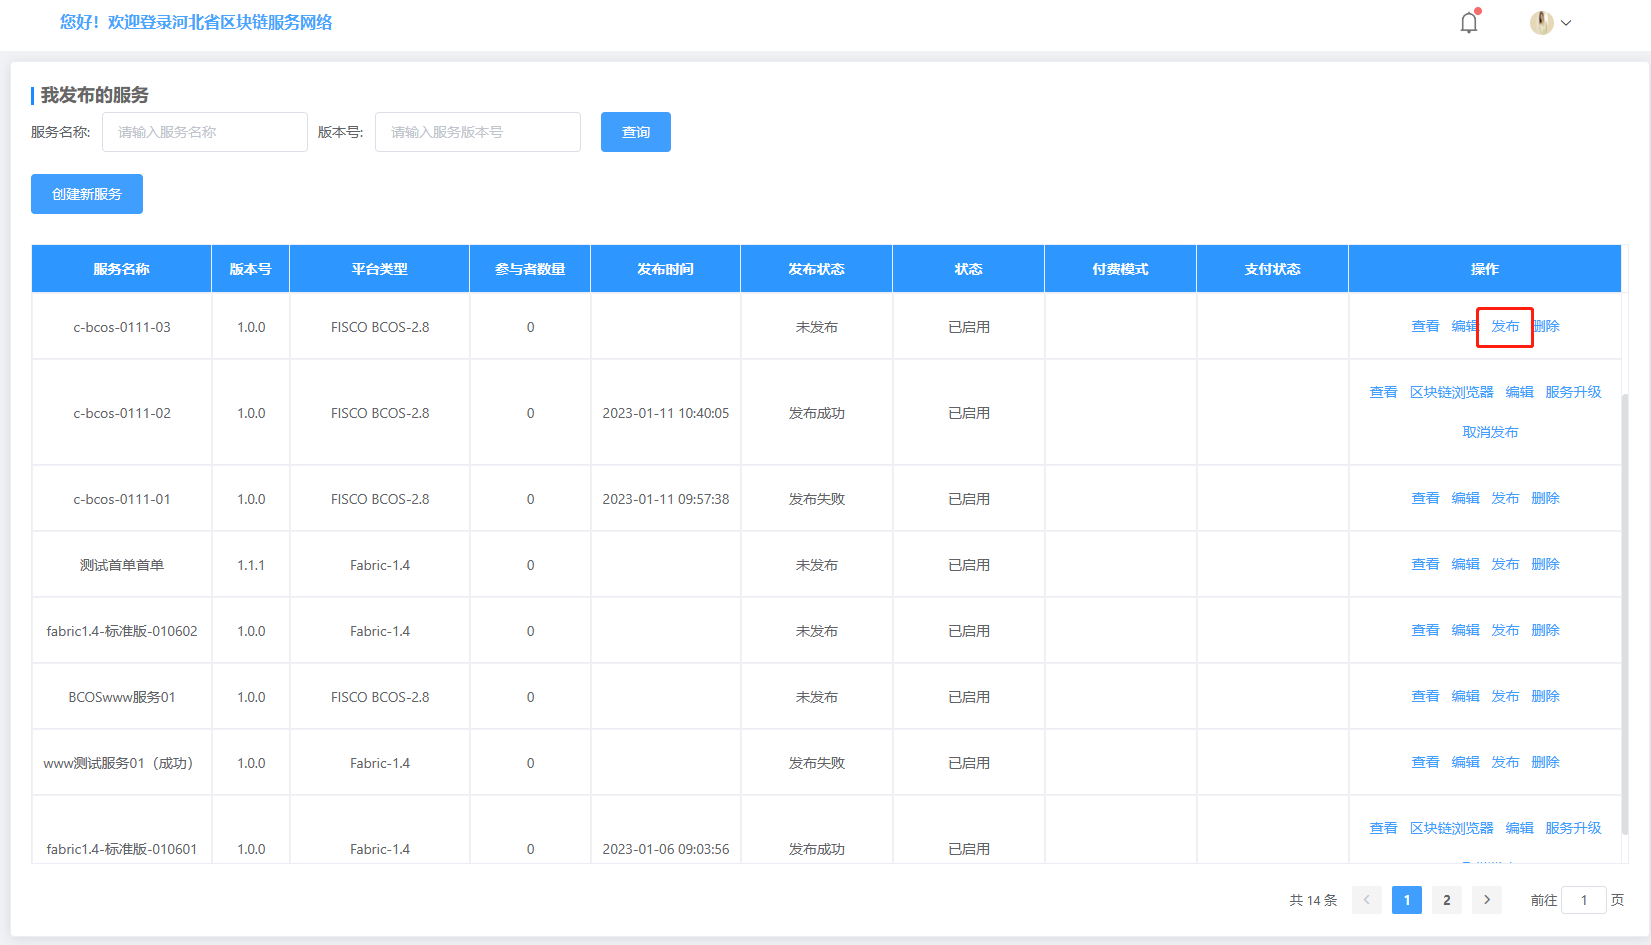 您好！欢迎登录河北省区块链服务网络
我发布的服务
服务名称: 请输入服务名称 版本号: 请输入服务版本号 查询
创建新服务
服务名称 版本号 平台类型 参与者数量 发布时间 发布状态 状态 付费模式 支付状态 操作
c-bcos-0111-03 1.0.0 FISCO BCOS-2.8 0 未发布 已启用 查看 编辑 发布 删除
c-bcos-0111-02 1.0.0 FISCO BCOS-2.8 0 2023-01-11 10:40:05 发布成功 已启用 查看 区块链浏览器 编辑 服务升级
取消发布
c-bcos-0111-01 1.0.0 FISCO BCOS-2.8 0 2023-01-11 09:57:38 发布失败 已启用 查看 编辑 发布 删除
测试首单首单 1.1.1 Fabric-1.4 0 未发布 已启用 查看 编辑 发布 删除
fabric1.4-标准版-010602 1.0.0 Fabric-1.4 0 未发布 已启用 查看 编辑 发布 删除
BCOSwww服务01 1.0.0 FISCO BCOS-2.8 0 未发布 已启用 查看 编辑 发布 删除
www测试服务01（成功） 1.0.0 Fabric-1.4 0 发布失败 已启用 查看 编辑 发布 删除
fabric1.4-标准版-010601 1.0.0 Fabric-1.4 0 2023-01-06 09:03:56 发布成功 已启用 查看 区块链浏览器 编辑 服务升级
共 14 条 1 2 前往 1 页